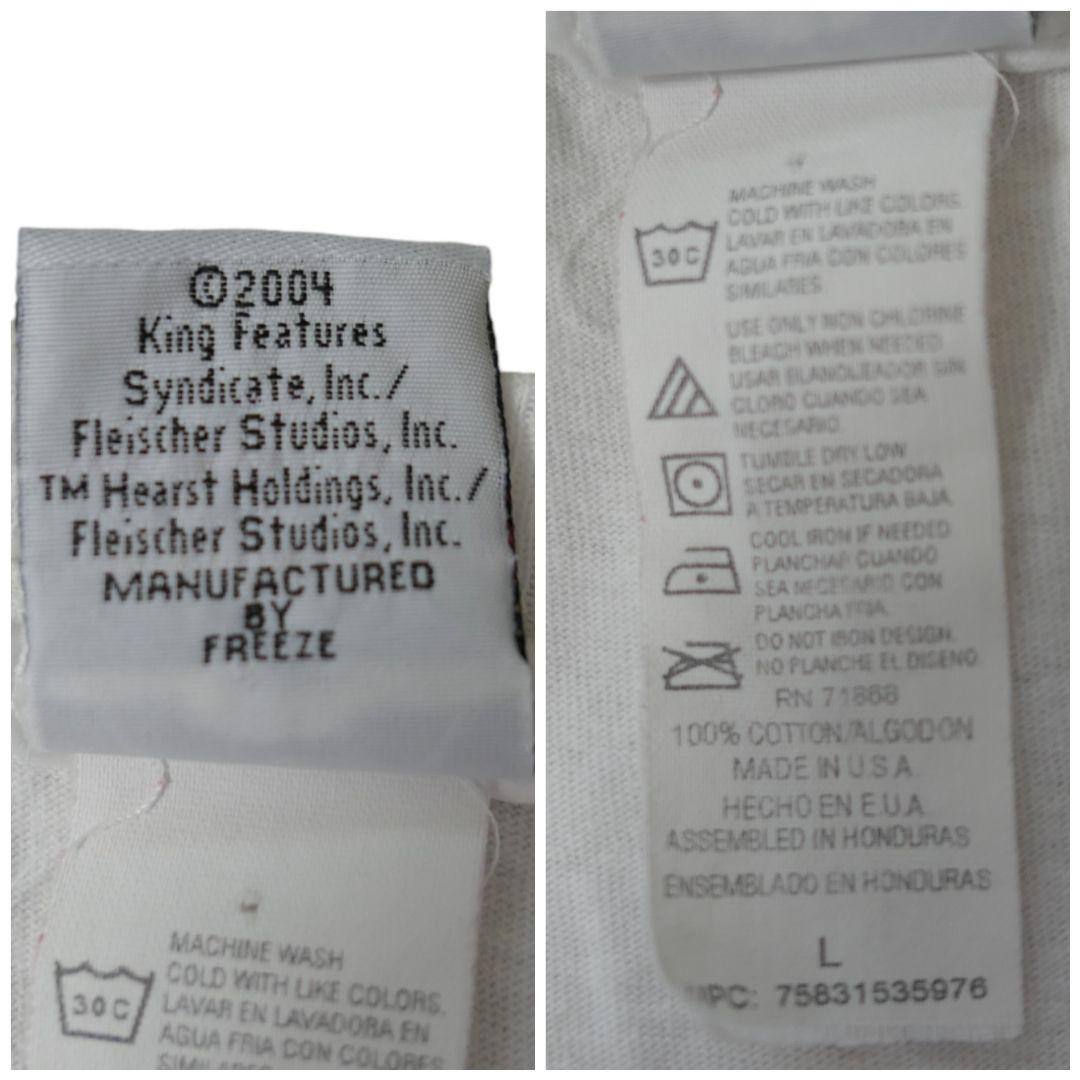 ©2004
King Features
Syndicate, Inc./
Fleischer Studios, Inc.
TM Hearst Holdings, Inc./
Fleischer Studios, Inc.
MANUFACTURED
BY
FREEZE
30C
MACHINE WASH
COLD WITH LIKE COLORS.
LAVAR EN LAVADORA EN
AGUA FRIA CON COLORES
SIMILARES
30C
MACHINE WASH
COLD WITH LIKE COLORS.
LAVAR EN LAVADORA EN
AGUA FRIA CON COLORES
SIMILARES.
USE ONLY NON CHLORINE
BLEACH WHEN NEEDED
USAR BLANQUEADOR SIN
CLORO CUANDO SEA
NECESARIO.
TUMBLE DRY LOW
SECAR EN SECADORA
A TEMPERATURA BAJA.
COOL IRON IF NEEDED
PLANCHAR CUANDO
SEA NECESARIO CON
PLANCHA FRIA.
DO NOT IRON DESIGN.
NO PLANCHE EL DISENO
RN 71868
100% COTTON/ALGODON
MADE IN U.S.A.
HECHO EN E.U.A.
ASSEMBLED IN HONDURAS
ENSEMBLADO EN HONDURAS
L
UPC: 75831535976